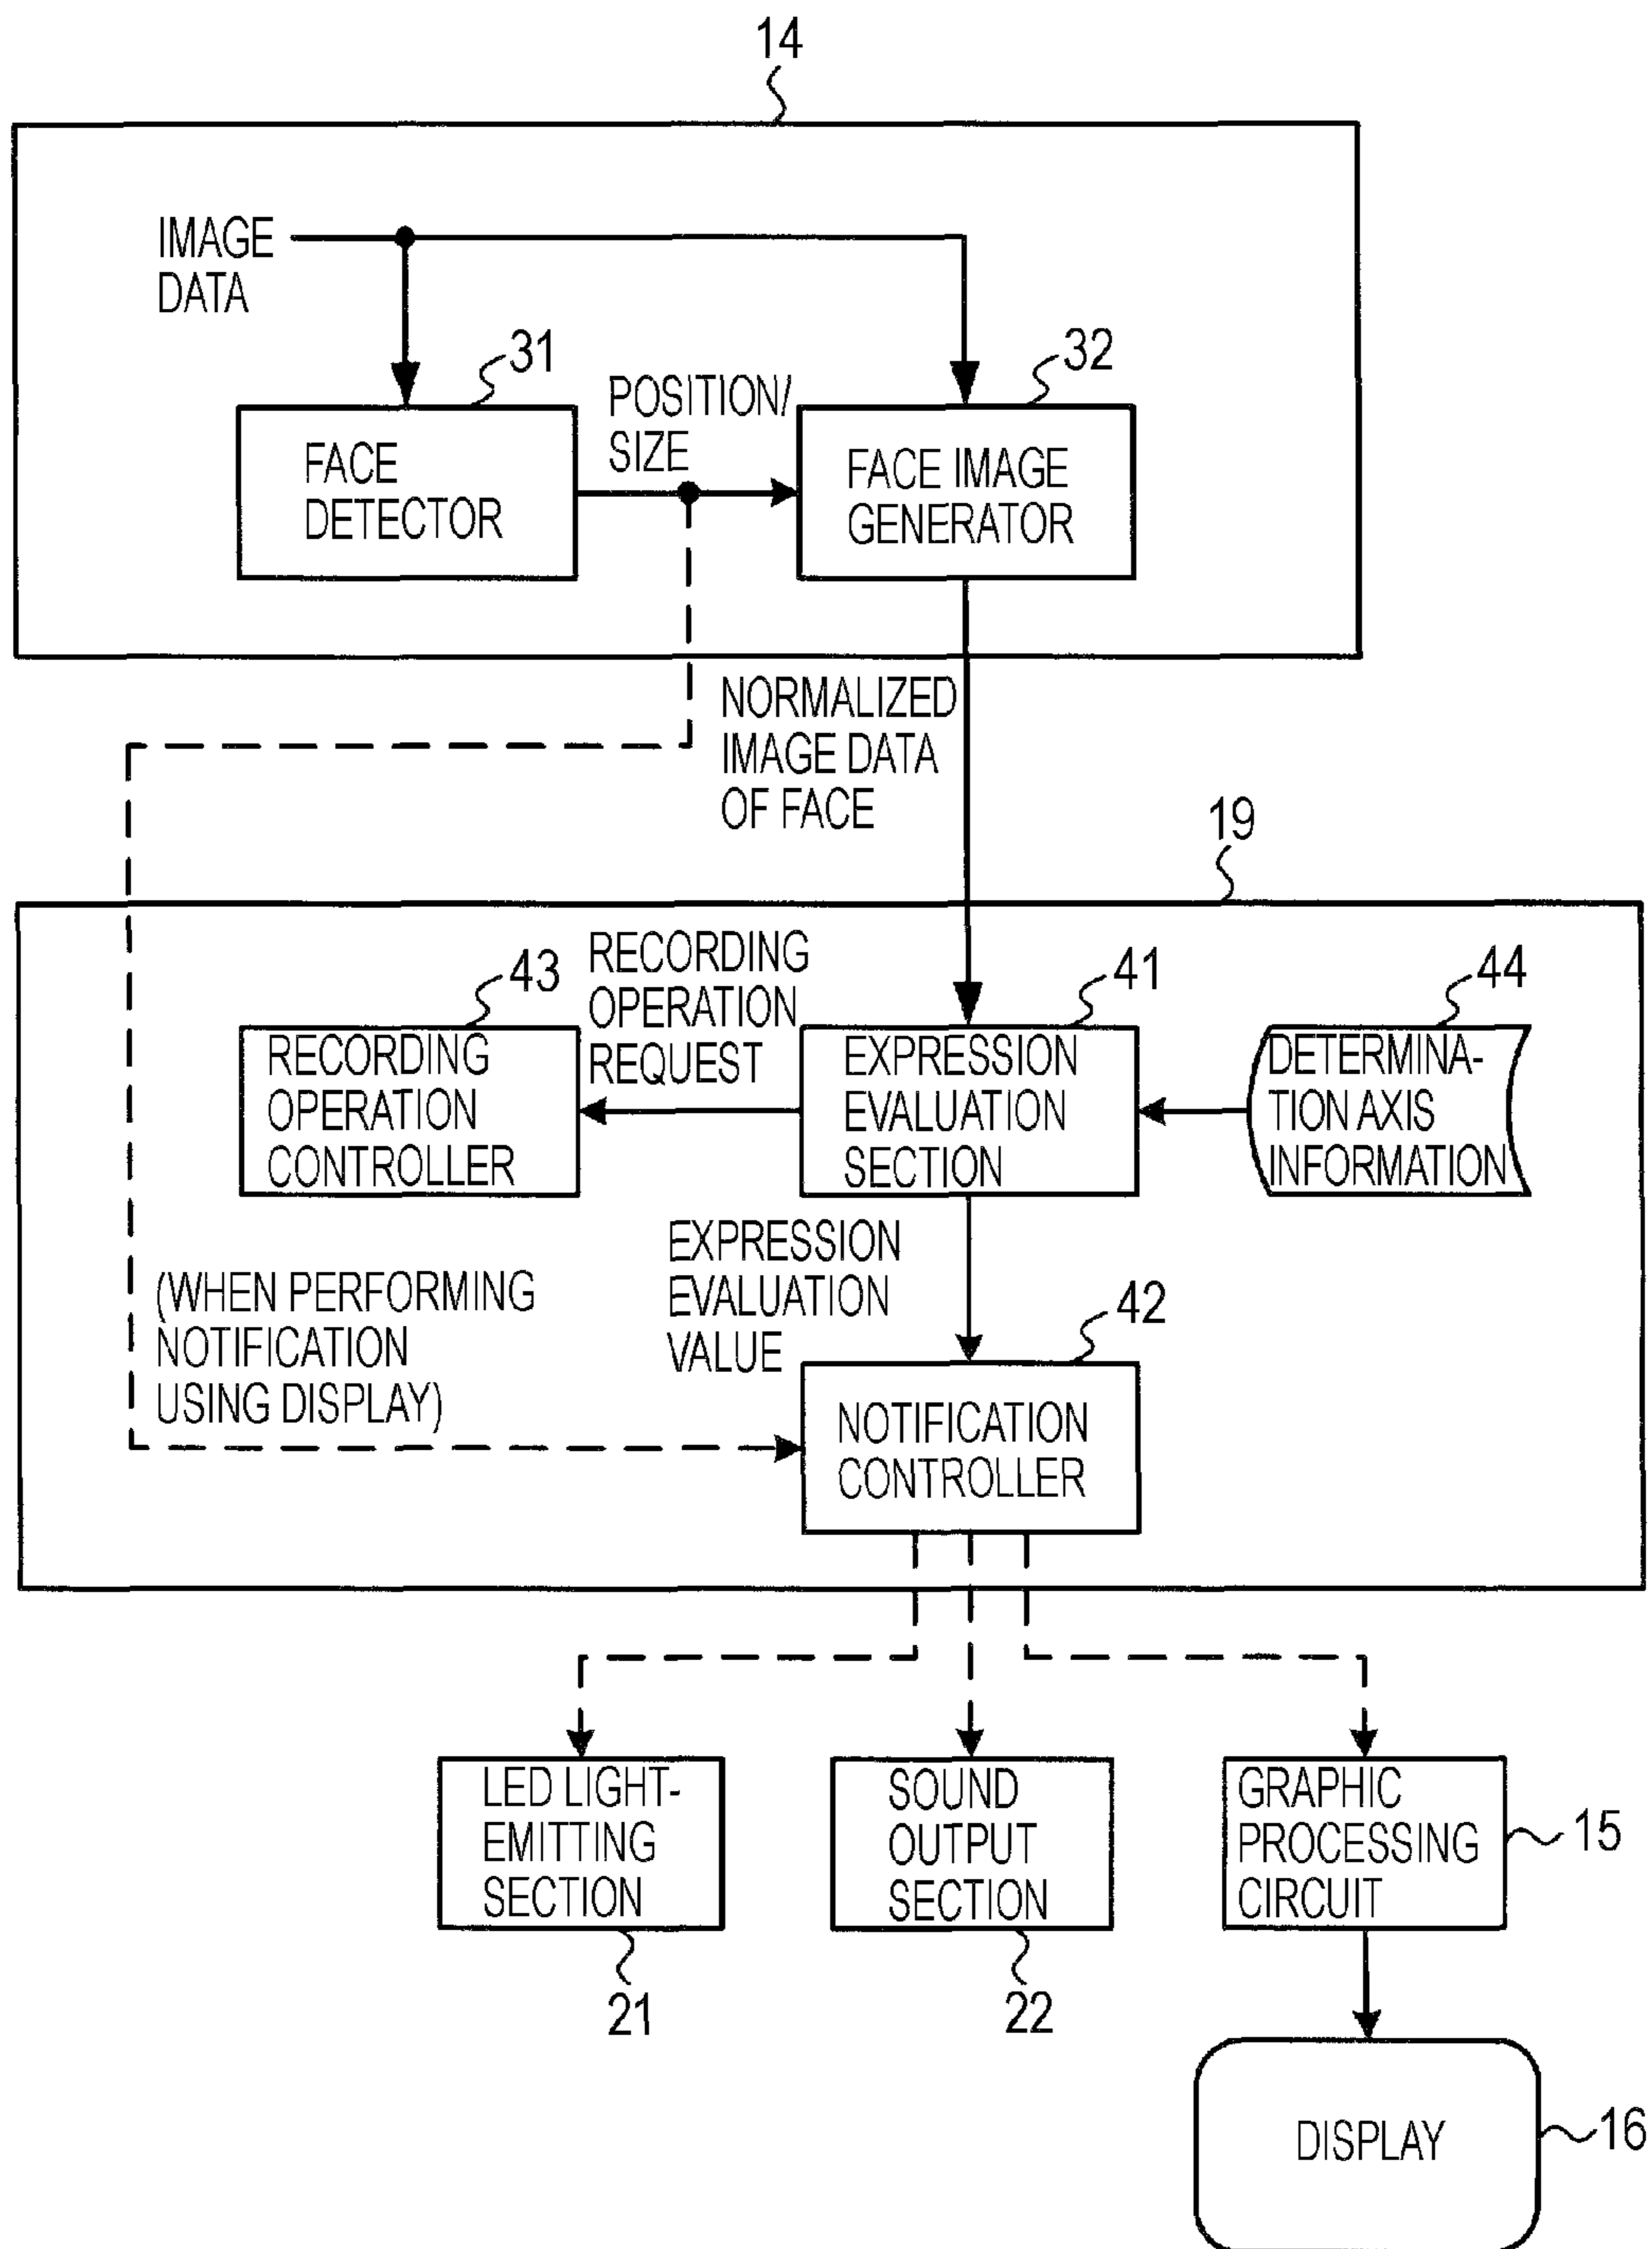 14
IMAGE
DATA
31
32
POSITION/
SIZE
FACE
DETECTOR
FACE IMAGE
GENERATOR
NORMALIZED
IMAGE DATA
OF FACE
19
RECORDING
OPERATION
REQUEST
43
41
44
RECORDING
OPERATION
CONTROLLER
EXPRESSION
EVALUATION
SECTION
DETERMINA-
TION AXIS
INFORMATION
EXPRESSION
EVALUATION
VALUE
(WHEN PERFORMING
NOTIFICATION
USING DISPLAY)
42
NOTIFICATION
CONTROLLER
LED LIGHT-
EMITTING
SECTION
21
SOUND
OUTPUT
SECTION
22
GRAPHIC
PROCESSING
CIRCUIT
15
DISPLAY
16